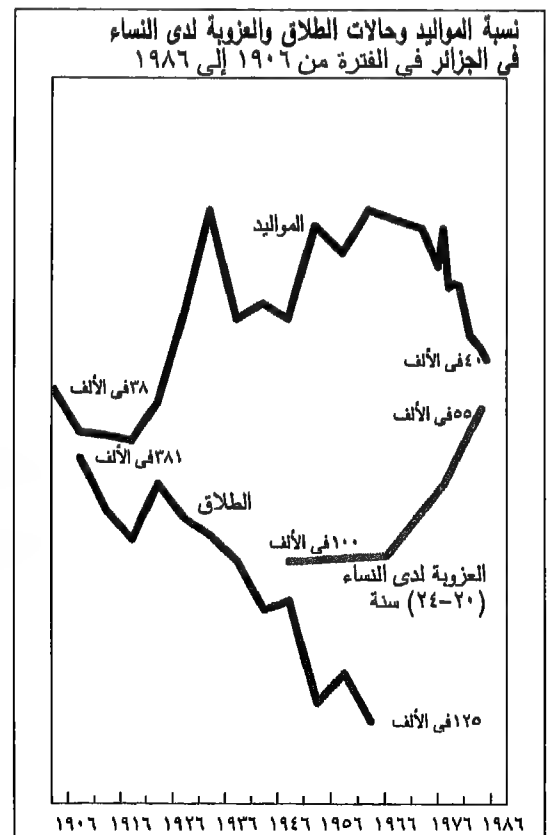 نسبة المواليد وحالات الطلاق والعزوبة لدى النساء
في الجزائر في الفترة من ١٩٠٦ إلى ١٩٨٦
المواليد
٤٠في الألف
٣٨في الألف
٥٥في الألف
٣٨١في الألف
الطلاق
١٠٠في الألف
العزوبة لدى النساء
(٢٠-٢٤) سنة
١٢٥في الألف
١٩٠٦ ١٩١٦ ١٩٢٦ ١٩٣٦ ١٩٤٦ ١٩٥٦ ١٩٦٦ ١٩٧٦ ١٩٨٦